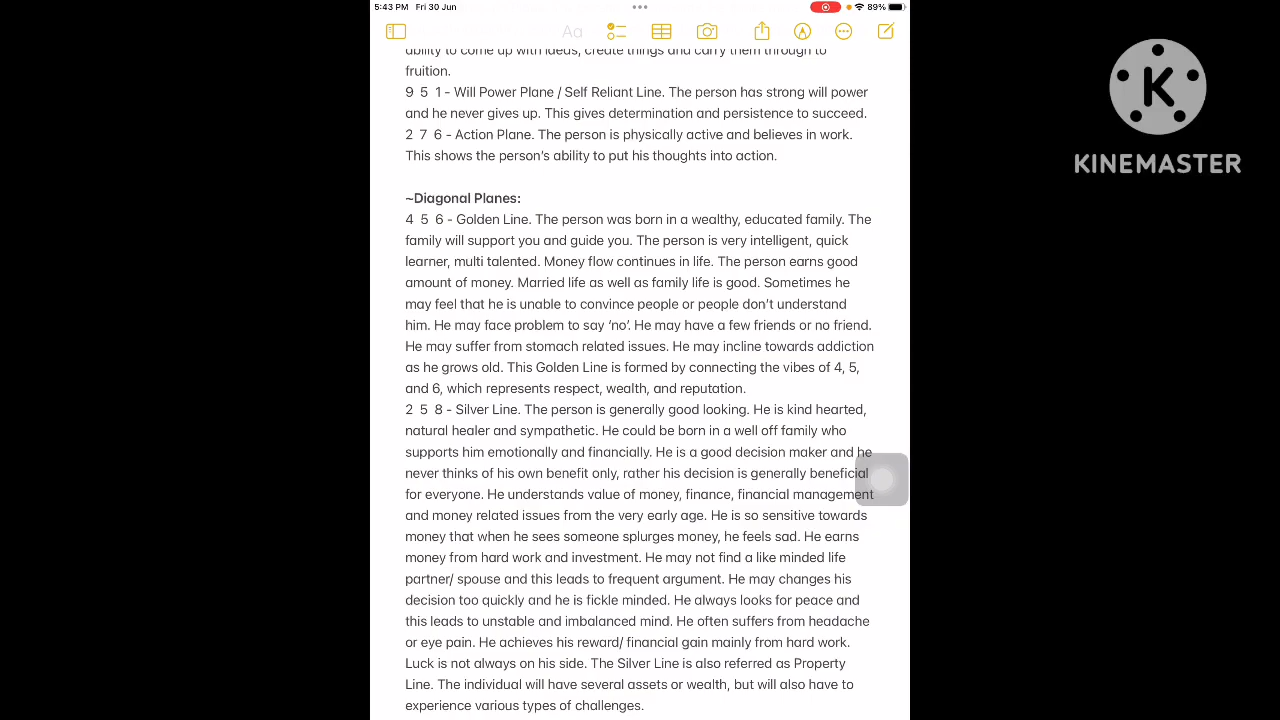 5:43 PM Fri 30 Jun
89%
Aa
ability to come up with ideas, create things and carry them through to
fruition.
9 5 1 - Will Power Plane / Self Reliant Line. The person has strong will power
and he never gives up. This gives determination and persistence to succeed.
2 7 6 - Action Plane. The person is physically active and believes in work.
This shows the person's ability to put his thoughts into action.
~Diagonal Planes:
4 5 6 - Golden Line. The person was born in a wealthy, educated family. The
family will support you and guide you. The person is very intelligent, quick
learner, multi talented. Money flow continues in life. The person earns good
amount of money. Married life as well as family life is good. Sometimes he
may feel that he is unable to convince people or people don't understand
him. He may face problem to say 'no'. He may have a few friends or no friend.
He may suffer from stomach related issues. He may incline towards addiction
as he grows old. This Golden Line is formed by connecting the vibes of 4, 5,
and 6, which represents respect, wealth, and reputation.
2 5 8 - Silver Line. The person is generally good looking. He is kind hearted,
natural healer and sympathetic. He could be born in a well off family who
supports him emotionally and financially. He is a good decision maker and he
never thinks of his own benefit only, rather his decision is generally beneficial
for everyone. He understands value of money, finance, financial management
and money related issues from the very early age. He is so sensitive towards
money that when he sees someone splurges money, he feels sad. He earns
money from hard work and investment. He may not find a like minded life
partner/ spouse and this leads to frequent argument. He may changes his
decision too quickly and he is fickle minded. He always looks for peace and
this leads to unstable and imbalanced mind. He often suffers from headache
or eye pain. He achieves his reward/ financial gain mainly from hard work.
Luck is not always on his side. The Silver Line is also referred as Property
Line. The individual will have several assets or wealth, but will also have to
experience various types of challenges.
K
KINEMASTER